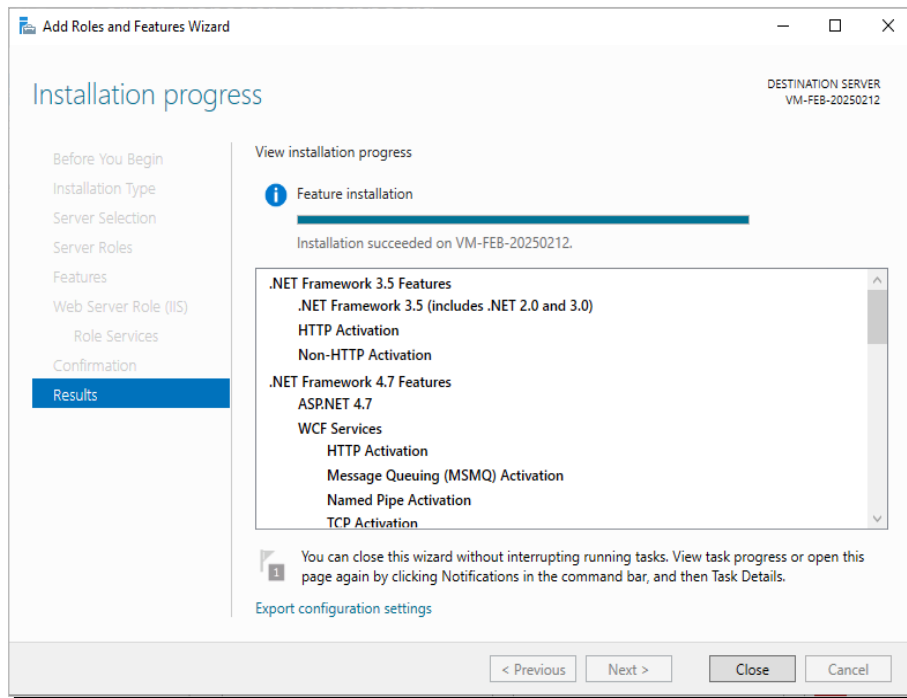 Add Roles and Features Wizard
Installation progress
DESTINATION SERVER
VM-FEB-20250212
Before You Begin
Installation Type
Server Selection
Server Roles
Features
Web Server Role (IIS)
Role Services
Confirmation
Results
View installation progress
Feature installation
Installation succeeded on VM-FEB-20250212.
.NET Framework 3.5 Features
.NET Framework 3.5 (includes .NET 2.0 and 3.0)
HTTP Activation
Non-HTTP Activation
.NET Framework 4.7 Features
ASP.NET 4.7
WCF Services
HTTP Activation
Message Queuing (MSMQ) Activation
Named Pipe Activation
TCP Activation
1
You can close this wizard without interrupting running tasks. View task progress or open this
page again by clicking Notifications in the command bar, and then Task Details.
Export configuration settings
< Previous
Next >
Close
Cancel